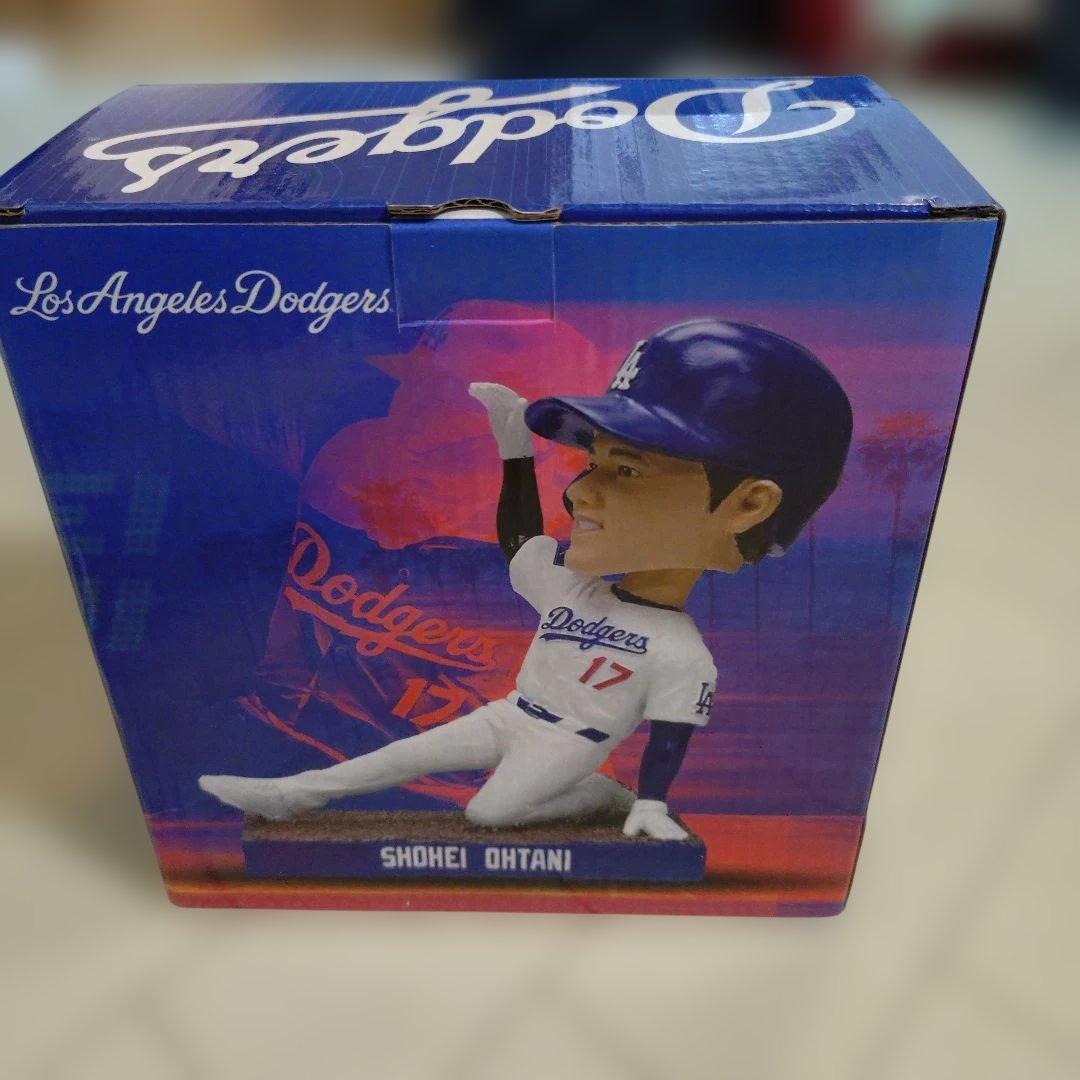 Dodgers
Los Angeles Dodgers
LA
Dodgers
17
Dodgers
17
LA
SHOHEI OHTANI